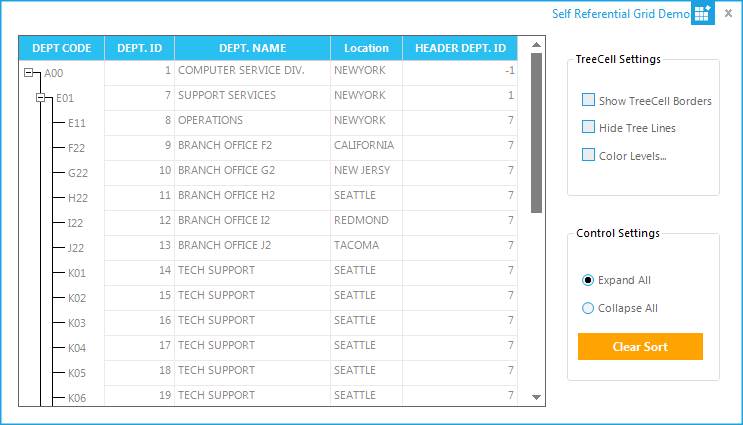 Self Referential Grid Demo
DEPT CODE DEPT. ID DEPT. NAME Location HEADER DEPT. ID
A00 1 COMPUTER SERVICE DIV. NEWYORK -1
E01 7 SUPPORT SERVICES NEWYORK 1
E11 8 OPERATIONS NEWYORK 7
F22 9 BRANCH OFFICE F2 CALIFORNIA 7
G22 10 BRANCH OFFICE G2 NEW JERSY 7
H22 11 BRANCH OFFICE H2 SEATTLE 7
I22 12 BRANCH OFFICE I2 REDMOND 7
J22 13 BRANCH OFFICE J2 TACOMA 7
K01 14 TECH SUPPORT SEATTLE 7
K02 15 TECH SUPPORT SEATTLE 7
K03 16 TECH SUPPORT SEATTLE 7
K04 17 TECH SUPPORT SEATTLE 7
K05 18 TECH SUPPORT SEATTLE 7
K06 19 TECH SUPPORT SEATTLE 7
TreeCell Settings
Show TreeCell Borders
Hide Tree Lines
Color Levels...
Control Settings
Expand All
Collapse All
Clear Sort